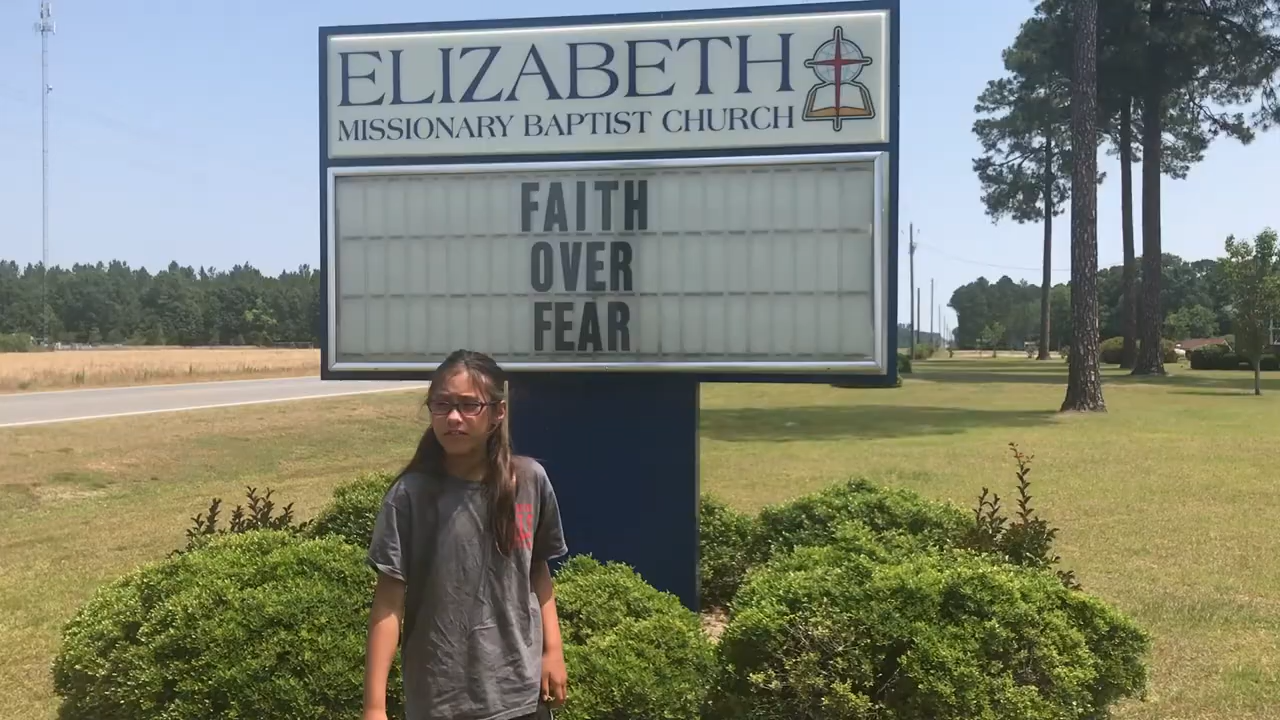 ELIZABETH
MISSIONARY BAPTIST CHURCH
FAITH
OVER
FEAR